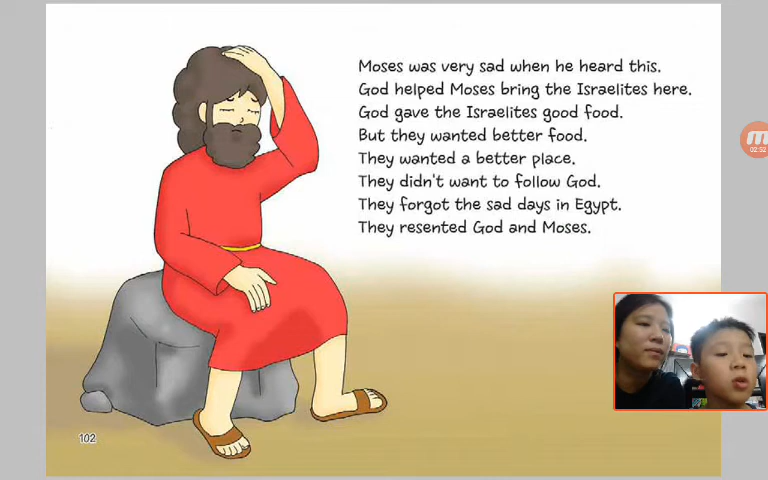 Moses was very sad when he heard this.
God helped Moses bring the Israelites here.
God gave the Israelites good food.
But they wanted better food.
They wanted a better place.
They didn't want to follow God.
They forgot the sad days in Egypt.
They resented God and Moses.
02:52
102